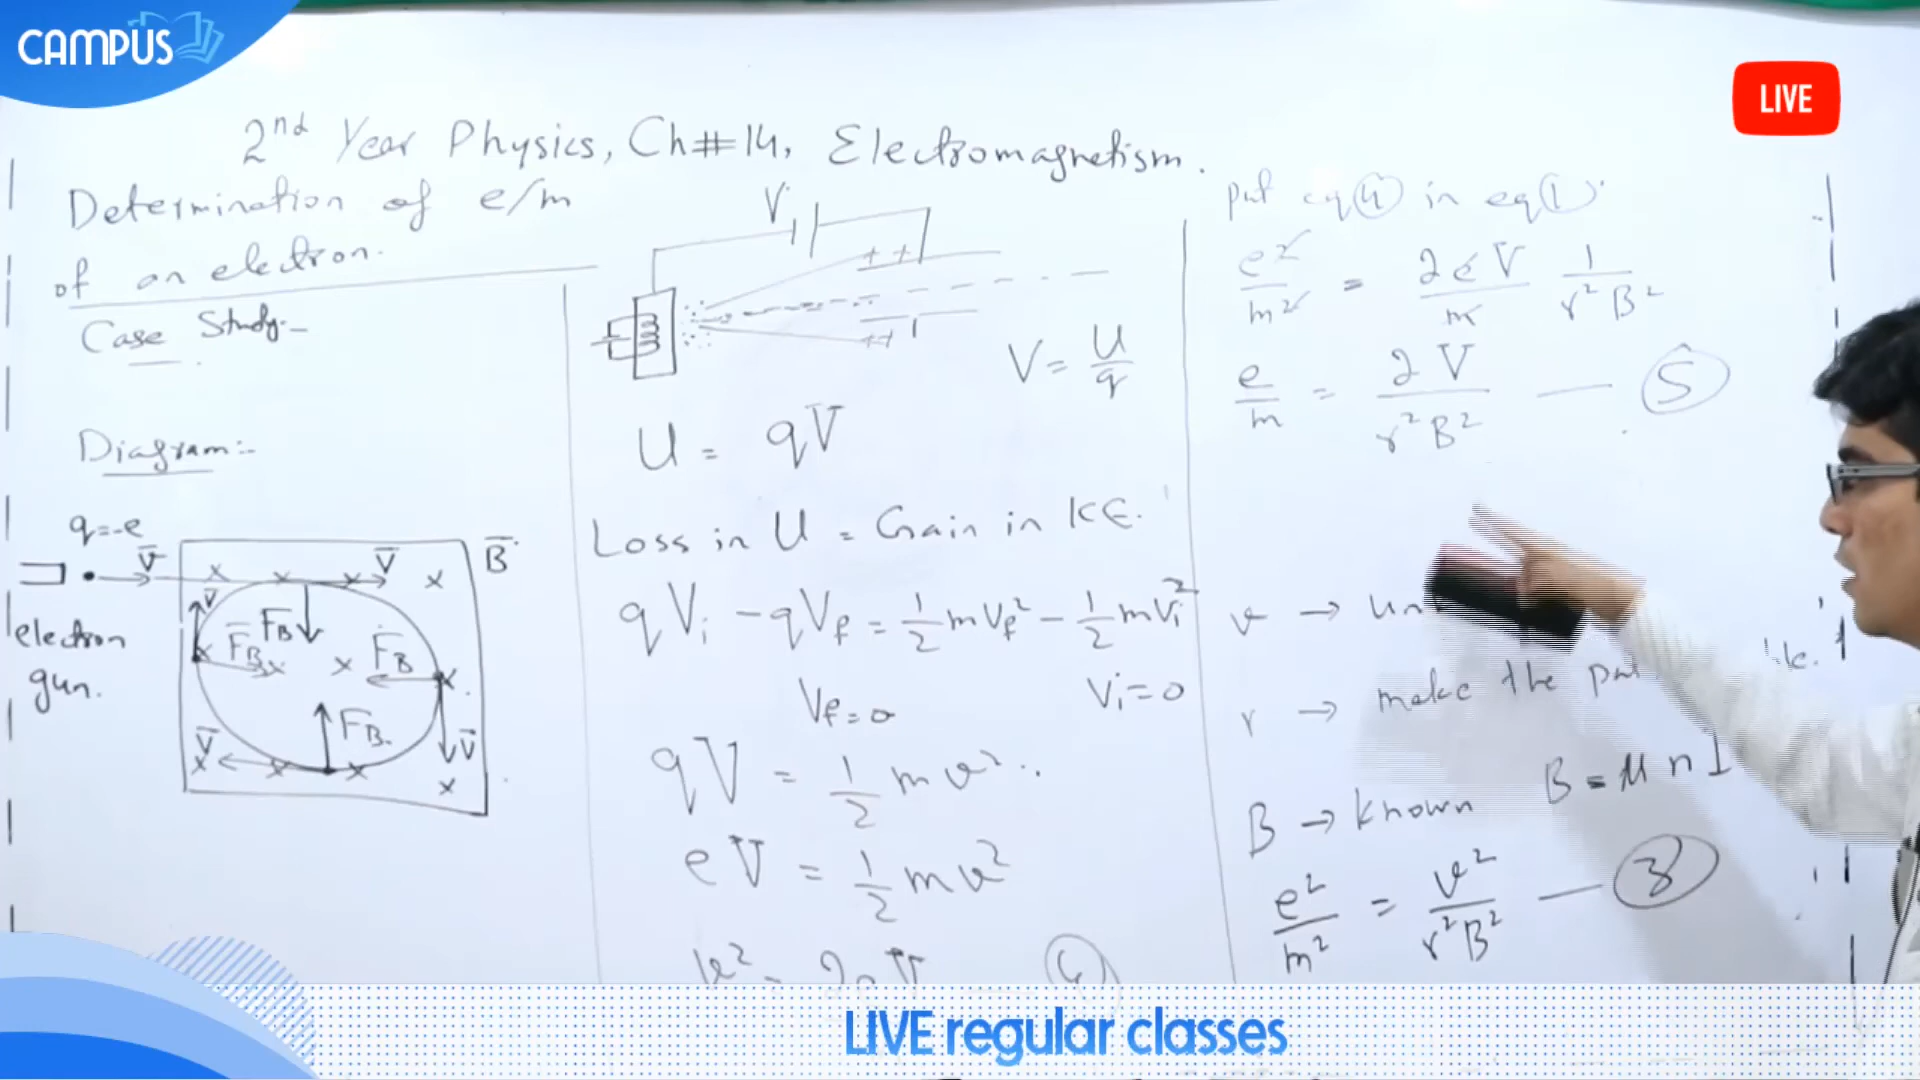 CAMPUS
LIVE
2nd Year Physics, Ch#14, Electromagnetism.
Determination of e/m
of an electron.
Case Study:-
Diagram:-
q=-e
v̅
V̅
B̅
electron
gun.
V̅
F̅B
FB
F̅B
FB
V̅
V̅
V
++
++
V = U/q
U = qV
Loss in U = Gain in KE.
qVi - qVf = 1/2 mVf² - 1/2 mVi²
Vf=0
Vi=0
qV = 1/2 mv²
eV = 1/2 mv²
v² = 2eV
4
put eq 4 in eq 1
e²/m² = 2eV/m 1/r²B²
e/m = 2V/r²B² — 5
v →
r → make the
B → known B = μnI
e²/m² = v²/r²B² — 3
LIVE regular classes